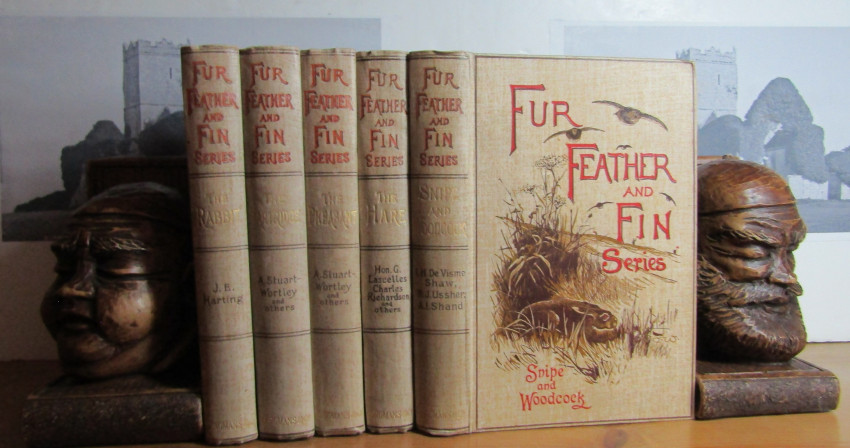 FUR
FEATHER
AND
FIN
SERIES
THE
RABBIT
J. E.
Harting
FUR
FEATHER
AND
FIN
SERIES
THE
PARTRIDGE
A. Stuart-
Wortley
and
others
FUR
FEATHER
AND
FIN
SERIES
THE
PHEASANT
A. Stuart-
Wortley
and
others
FUR
FEATHER
AND
FIN
SERIES
THE
HARE
Hon. G.
Lascelles
Charles
Richardson
and
others
FUR
FEATHER
AND
FIN
SERIES
SNIPE
AND
WOODCOCK
L.H. De Visme
Shaw,
R.J. Ussher,
A.I. Shand
FUR
FEATHER
AND
FIN
Series
Snipe
and
Woodcock